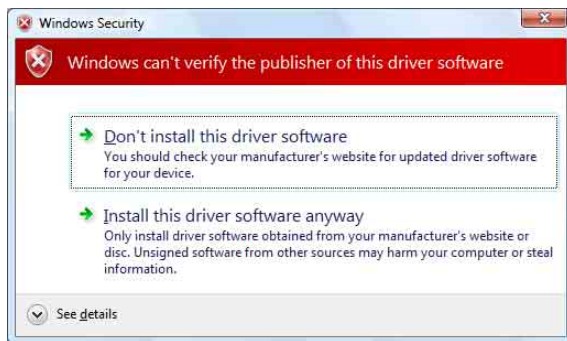 Windows Security
Windows can't verify the publisher of this driver software
Don't install this driver software
You should check your manufacturer's website for updated driver software
for your device.
Install this driver software anyway
Only install driver software obtained from your manufacturer's website or
disc. Unsigned software from other sources may harm your computer or steal
information.
See details